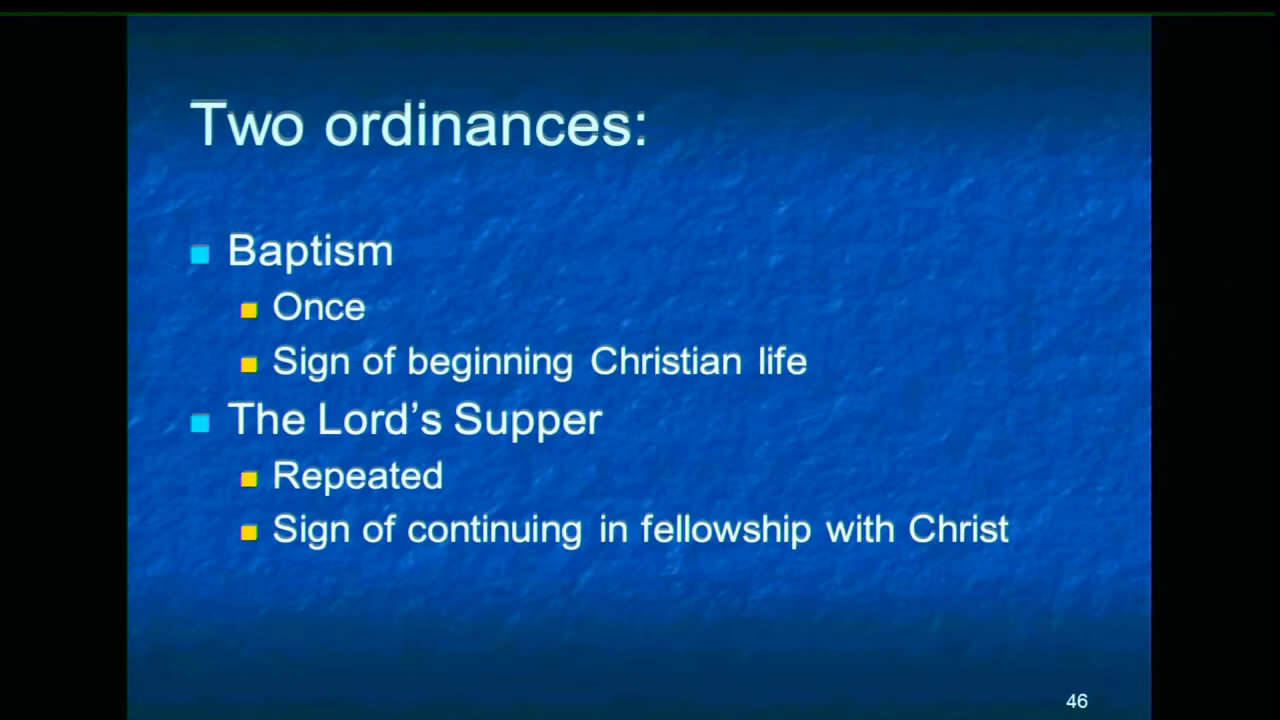 Two ordinances:
Baptism
Once
Sign of beginning Christian life
The Lord’s Supper
Repeated
Sign of continuing in fellowship with Christ
46